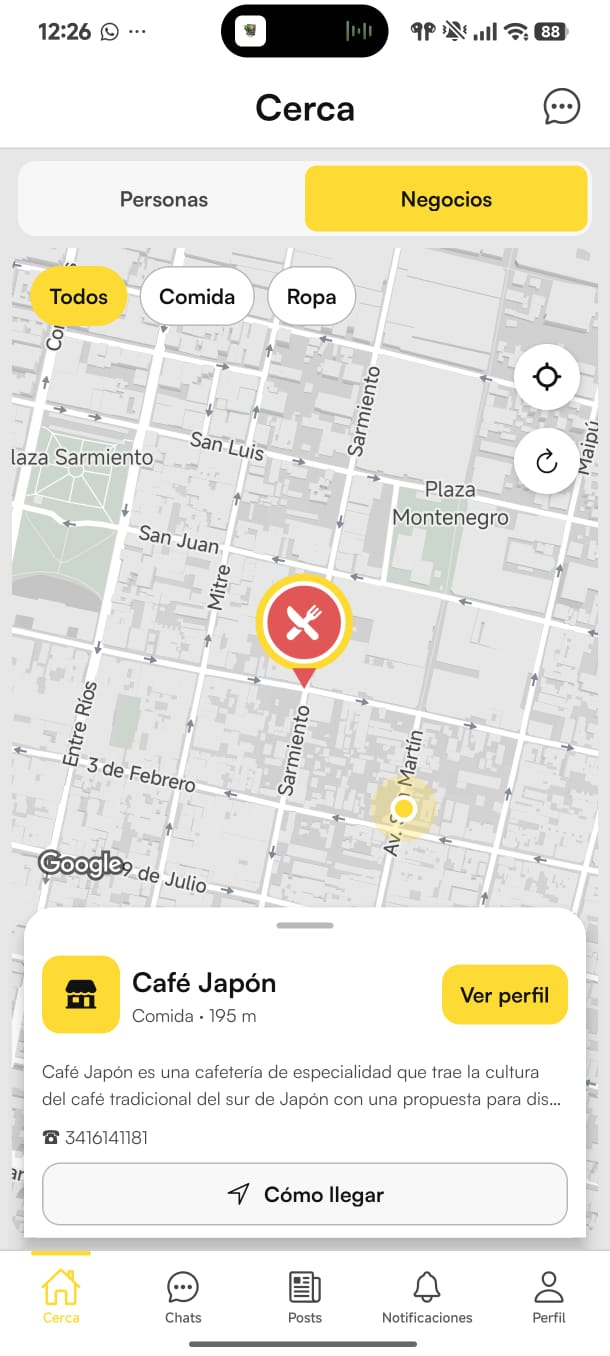 12:26
88
Cerca
Personas
Negocios
Todos
Comida
Ropa
Sarmiento
Maipú
San Luis
laza Sarmiento
Plaza
Montenegro
San Juan
Mitre
Entre Ríos
Sarmiento
Martín
3 de Febrero
Av.
Google
9 de Julio
Café Japón
Comida • 195 m
Ver perfil
Café Japón es una cafetería de especialidad que trae la cultura
del café tradicional del sur de Japón con una propuesta para dis...
☎ 3416141181
Cómo llegar
Cerca
Chats
Posts
Notificaciones
Perfil